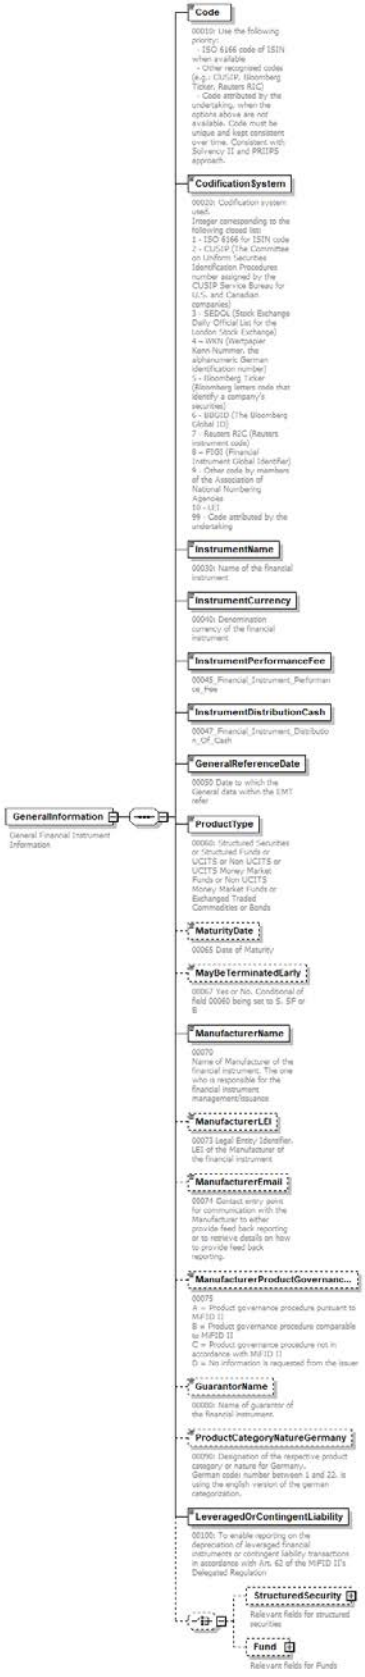 Code
00010: Use the following
priority:
- ISO 6166 code of ISIN
when available
- Other recognised codes
(e.g.: CUSIP, Bloomberg
Ticker, Reuters RIC)
- Code attributed by the
undertaking, when the
options above are not
available. Code must be
unique and kept consistent
over time. Consistent with
Solvency II and PRIIPS
approach.
CodificationSystem
00020: Codification system
used.
Integer corresponding to the
following closed list:
1 - ISO 6166 for ISIN code
2 - CUSIP (The Committee
on Uniform Securities
Identification Procedures
number assigned by the
CUSIP Service Bureau for
U.S. and Canadian
companies)
3 - SEDOL (Stock Exchange
Daily Official List for the
London Stock Exchange)
4 – WKN (Wertpapier
Kenn-Nummer, the
alphanumeric German
identification number)
5 - Bloomberg Ticker
(Bloomberg letters code that
identify a company's
securities)
6 - BBGID (The Bloomberg
Global ID)
7 - Reuters RIC (Reuters
instrument code)
8 – FIGI (Financial
Instrument Global Identifier)
9 - Other code by members
of the Association of
National Numbering
Agencies
10 - LEI
99 - Code attributed by the
undertaking
InstrumentName
00030: Name of the financial
instrument
InstrumentCurrency
00040: Denomination
currency of the financial
instrument
InstrumentPerformanceFee
00045_Financial_Instrument_Performan
ce_Fee
InstrumentDistributionCash
00047_Financial_Instrument_Distributio
n_Of_Cash
GeneralReferenceDate
00050 Date to which the
General data within the EMT
refer
GeneralInformation
General Financial Instrument
Information
ProductType
00060: Structured Securities
or Structured Funds or
UCITS or Non UCITS or
UCITS Money Market
Funds or Non UCITS
Money Market Funds or
Exchanged Traded
Commodities or Bonds
MaturityDate
00065 Date of Maturity
MayBeTerminatedEarly
00067 Yes or No. Conditional of
field 00060 being set to S, SF or
B
ManufacturerName
00070
Name of Manufacturer of the
financial instrument. The one
who is responsible for the
financial instrument
management/issuance
ManufacturerLEI
00073 Legal Entity Identifier.
LEI of the Manufacturer of
the financial instrument
ManufacturerEmail
00074 Contact entry point
for communication with the
Manufacturer to either
provide feed back reporting
or to retrieve details on how
to provide feed back
reporting.
ManufacturerProductGovernanc...
00075
A = Product governance procedure pursuant to
MiFID II
B = Product governance procedure comparable
to MiFID II
C = Product governance procedure not in
accordance with MiFID II
D = No information is requested from the issuer
GuarantorName
00080: Name of guarantor of
the financial instrument.
ProductCategoryNatureGermany
00090: Designation of the respective product
category or nature for Germany.
German code: number between 1 and 22, is
using the english version of the german
categorization.
LeveragedOrContingentLiability
00100: To enable reporting on the
depreciation of leveraged financial
instruments or contingent liability transactions
in accordance with Art. 62 of the MiFID II's
Delegated Regulation
StructuredSecurity
Relevant fields for structured
securities
Fund
Relevant fields for Funds